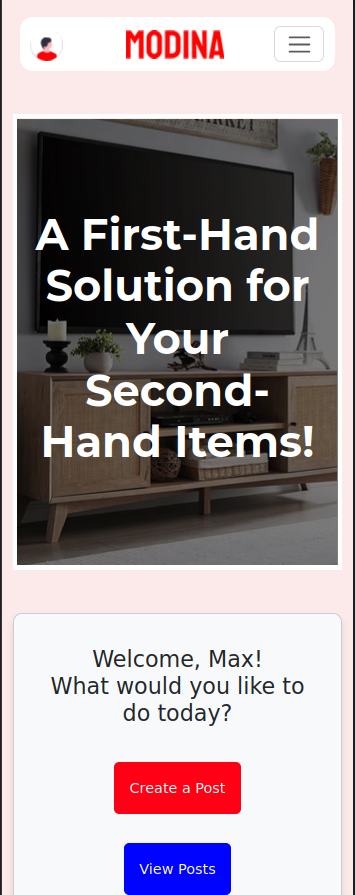 MODINA
A First-Hand
Solution for
Your
Second-
Hand Items!
Welcome, Max!
What would you like to
do today?
Create a Post
View Posts